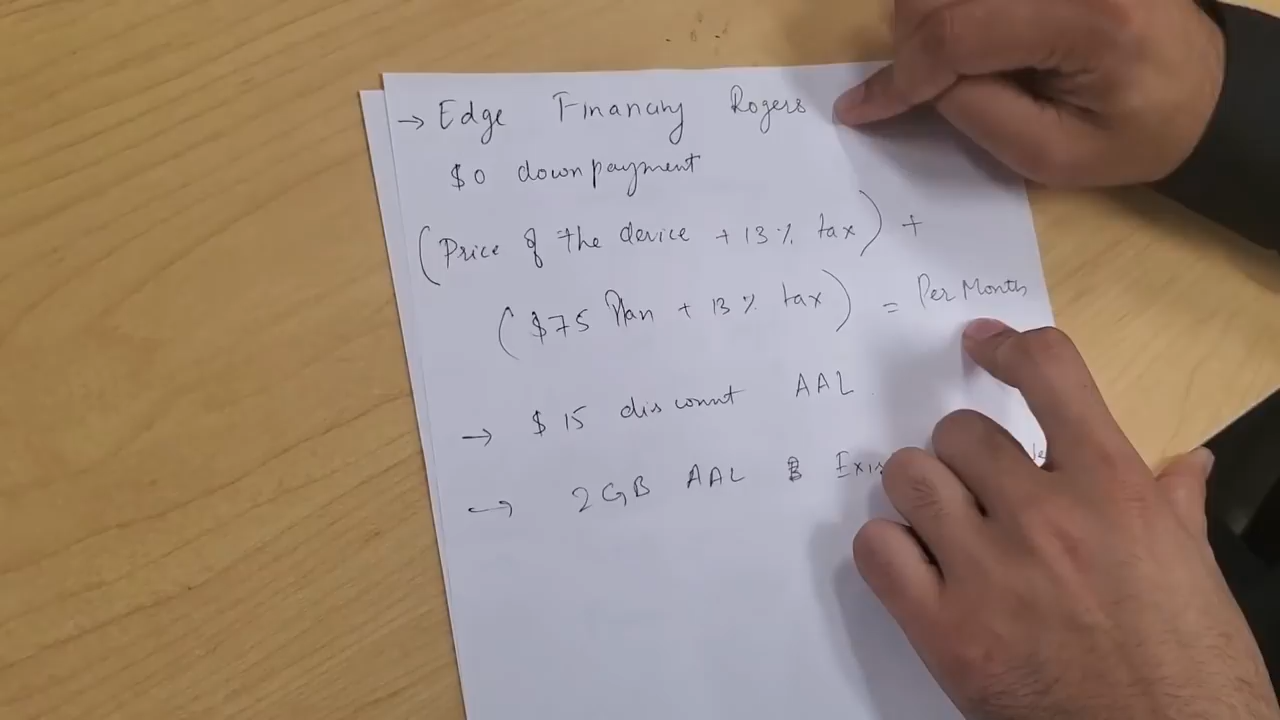 → Edge Financing Rogers
$0 downpayment
(Price of the device + 13% tax) +
($75 Plan + 13% tax) = Per Month
→ $15 discount AAL
→ 2GB AAL